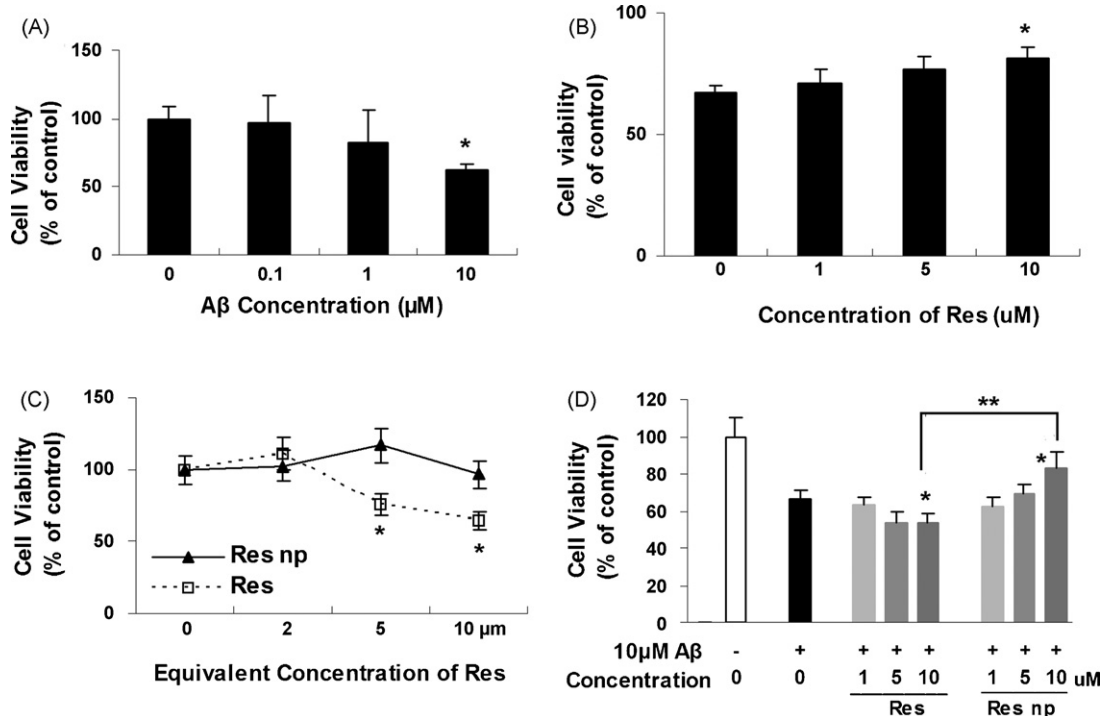 (A)
150
100
50
0
Cell Viability
(% of control)
*
0 0.1 1 10
Aβ Concentration (µM)
(B)
100
50
0
Cell viability
(% of control)
*
0 1 5 10
Concentration of Res (uM)
(C)
150
100
50
0
Cell Viability
(% of control)
* *
Res np
Res
0 2 5 10 µm
Equivalent Concentration of Res
(D)
120
100
80
60
40
20
0
Cell Viability
(% of control)
**
*
*
10µM Aβ - + + + + + + +
Concentration 0 0 1 5 10 1 5 10 uM
Res Res np